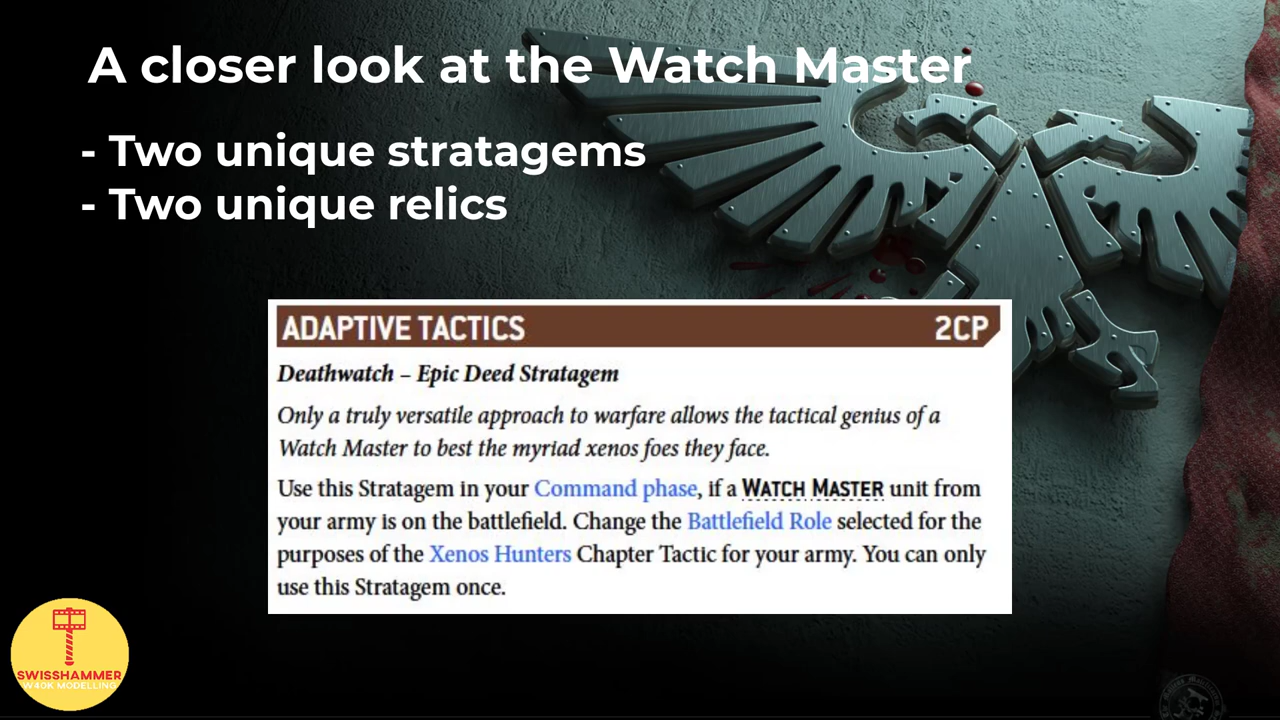 A closer look at the Watch Master
- Two unique stratagems
- Two unique relics
ADAPTIVE TACTICS 2CP
Deathwatch – Epic Deed Stratagem
Only a truly versatile approach to warfare allows the tactical genius of a
Watch Master to best the myriad xenos foes they face.
Use this Stratagem in your Command phase, if a WATCH MASTER unit from
your army is on the battlefield. Change the Battlefield Role selected for the
purposes of the Xenos Hunters Chapter Tactic for your army. You can only
use this Stratagem once.
SWISSHAMMER
W40K MODELLING